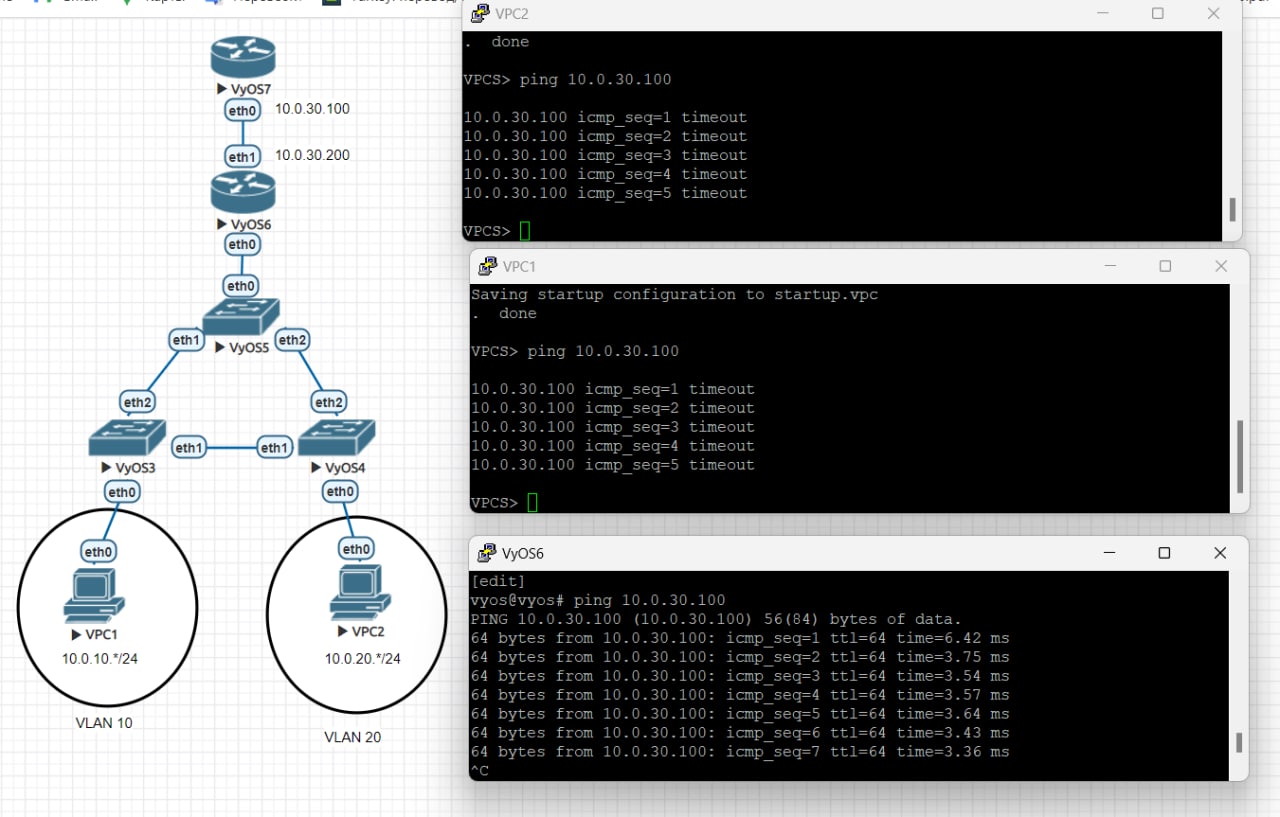 VyOS7
eth0
10.0.30.100
eth1
10.0.30.200
VyOS6
eth0
eth0
VyOS5
eth1
eth2
eth2
eth2
eth1
eth1
VyOS3
VyOS4
eth0
eth0
eth0
eth0
VPC1
VPC2
10.0.10.*/24
10.0.20.*/24
VLAN 10
VLAN 20
VPC2
.  done
VPCS> ping 10.0.30.100
10.0.30.100 icmp_seq=1 timeout
10.0.30.100 icmp_seq=2 timeout
10.0.30.100 icmp_seq=3 timeout
10.0.30.100 icmp_seq=4 timeout
10.0.30.100 icmp_seq=5 timeout
VPCS>
VPC1
Saving startup configuration to startup.vpc
.  done
VPCS> ping 10.0.30.100
10.0.30.100 icmp_seq=1 timeout
10.0.30.100 icmp_seq=2 timeout
10.0.30.100 icmp_seq=3 timeout
10.0.30.100 icmp_seq=4 timeout
10.0.30.100 icmp_seq=5 timeout
VPCS>
VyOS6
[edit]
vyos@vyos# ping 10.0.30.100
PING 10.0.30.100 (10.0.30.100) 56(84) bytes of data.
64 bytes from 10.0.30.100: icmp_seq=1 ttl=64 time=6.42 ms
64 bytes from 10.0.30.100: icmp_seq=2 ttl=64 time=3.75 ms
64 bytes from 10.0.30.100: icmp_seq=3 ttl=64 time=3.54 ms
64 bytes from 10.0.30.100: icmp_seq=4 ttl=64 time=3.57 ms
64 bytes from 10.0.30.100: icmp_seq=5 ttl=64 time=3.64 ms
64 bytes from 10.0.30.100: icmp_seq=6 ttl=64 time=3.43 ms
64 bytes from 10.0.30.100: icmp_seq=7 ttl=64 time=3.36 ms
^C